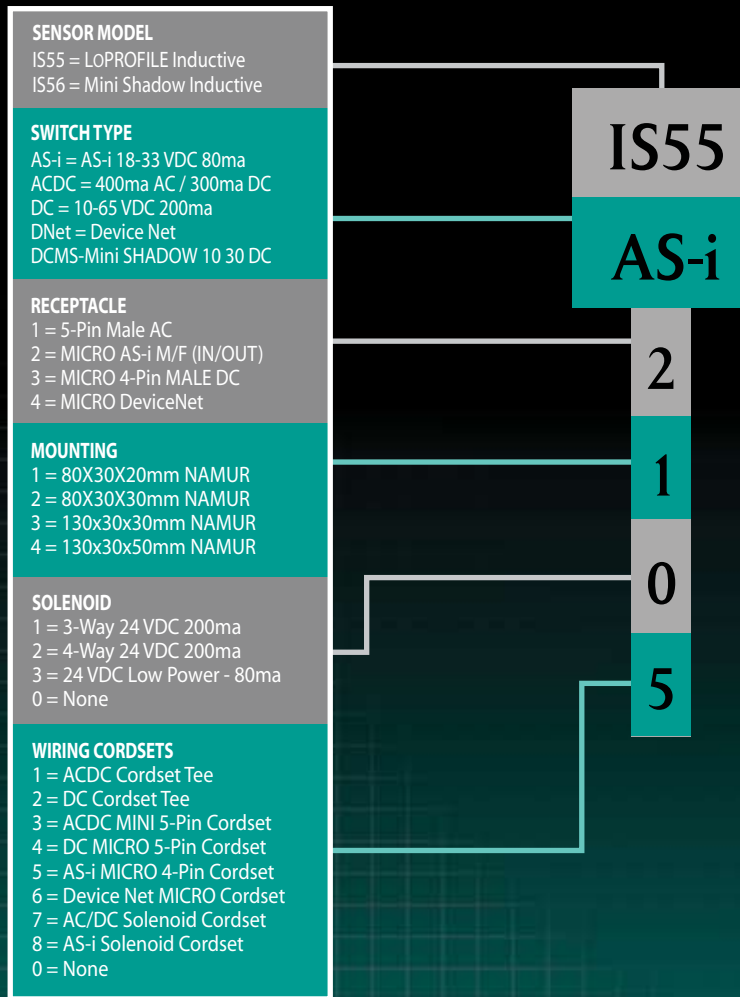 SENSOR MODEL
IS55 = LOPROFILE Inductive
IS56 = Mini Shadow Inductive
SWITCH TYPE
AS-i = AS-i 18-33 VDC 80ma
ACDC = 400ma AC / 300ma DC
DC = 10-65 VDC 200ma
DNet = Device Net
DCMS-Mini SHADOW 10 30 DC
RECEPTACLE
1 = 5-Pin Male AC
2 = MICRO AS-i M/F (IN/OUT)
3 = MICRO 4-Pin MALE DC
4 = MICRO DeviceNet
MOUNTING
1 = 80X30X20mm NAMUR
2 = 80X30X30mm NAMUR
3 = 130x30x30mm NAMUR
4 = 130x30x50mm NAMUR
SOLENOID
1 = 3-Way 24 VDC 200ma
2 = 4-Way 24 VDC 200ma
3 = 24 VDC Low Power - 80ma
0 = None
WIRING CORDSETS
1 = ACDC Cordset Tee
2 = DC Cordset Tee
3 = ACDC MINI 5-Pin Cordset
4 = DC MICRO 5-Pin Cordset
5 = AS-i MICRO 4-Pin Cordset
6 = Device Net MICRO Cordset
7 = AC/DC Solenoid Cordset
8 = AS-i Solenoid Cordset
0 = None
IS55
AS-i
2
1
0
5